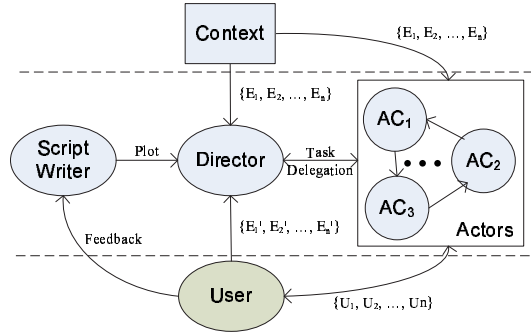 Context
{E₁, E₂, ..., Eₙ}
{E₁, E₂, ..., Eₙ}
AC₁
AC₂
AC₃
Actors
Script
Writer
Plot
Director
Task
Delegation
{E₁', E₂', ..., Eₙ'}
Feedback
User
{U₁, U₂, ..., Un}